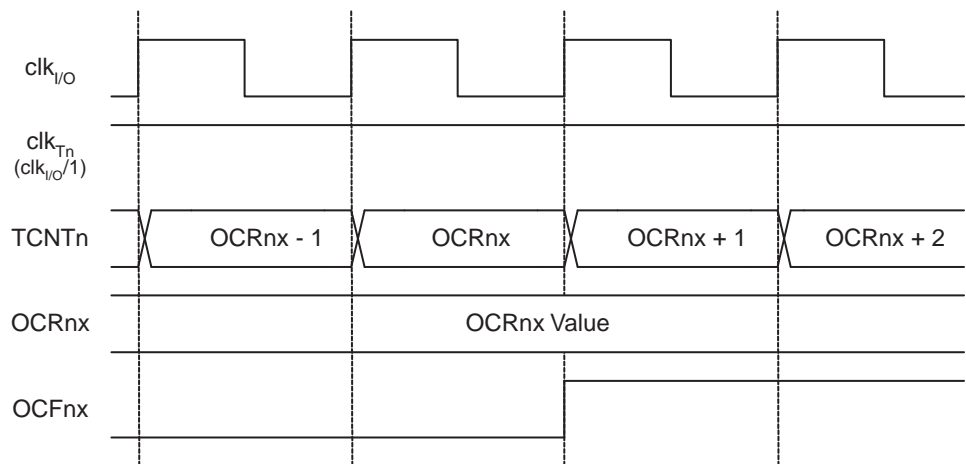 clkI/O
clkTn
(clkI/O/1)
TCNTn OCRnx - 1 OCRnx OCRnx + 1 OCRnx + 2
OCRnx OCRnx Value
OCFnx